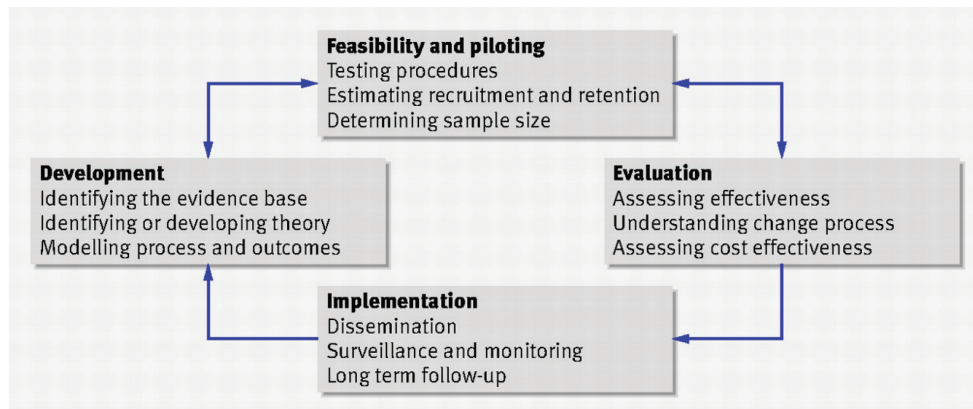 Feasibility and piloting
Testing procedures
Estimating recruitment and retention
Determining sample size
Development
Identifying the evidence base
Identifying or developing theory
Modelling process and outcomes
Evaluation
Assessing effectiveness
Understanding change process
Assessing cost effectiveness
Implementation
Dissemination
Surveillance and monitoring
Long term follow-up